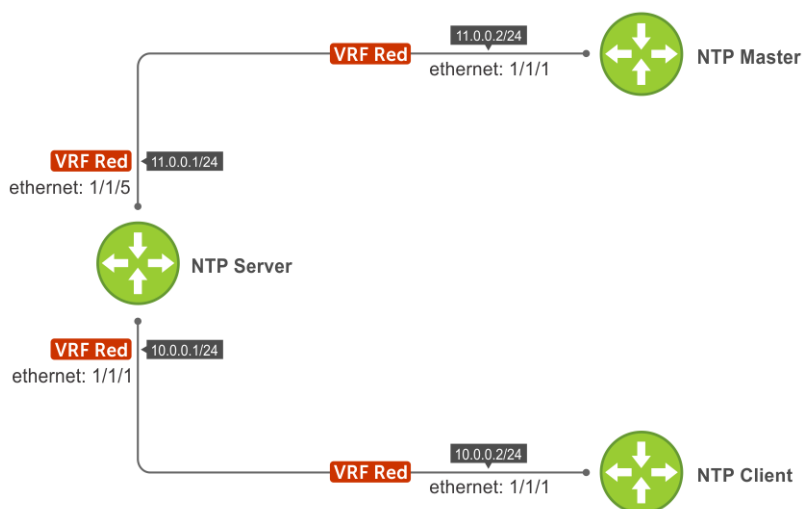 11.0.0.2/24
VRF Red
ethernet: 1/1/1
NTP Master
VRF Red
11.0.0.1/24
ethernet: 1/1/5
NTP Server
VRF Red
10.0.0.1/24
ethernet: 1/1/1
10.0.0.2/24
VRF Red
ethernet: 1/1/1
NTP Client